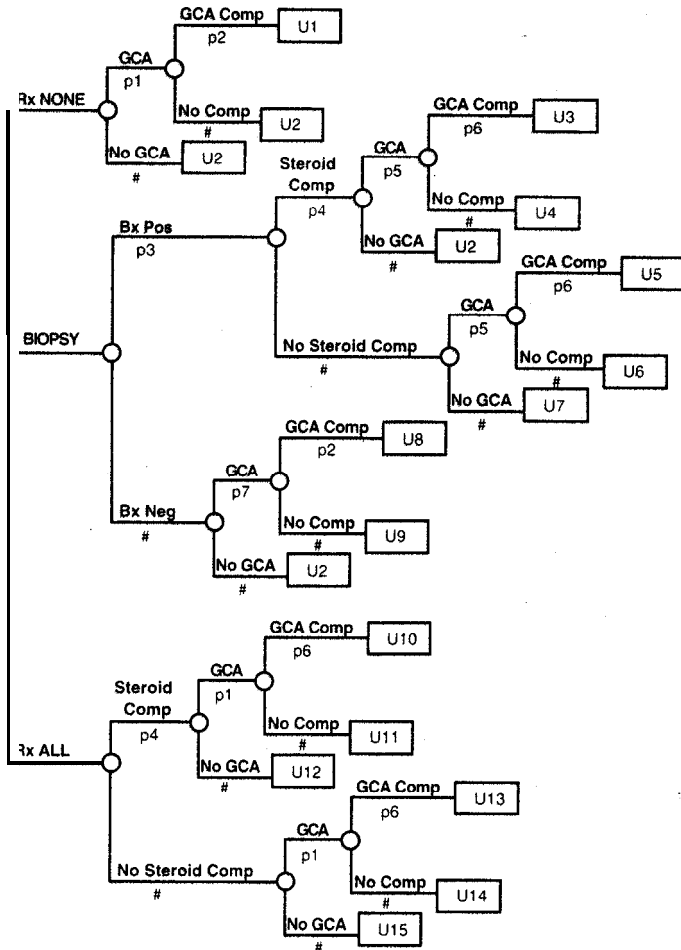 GCA Comp
p2
U1
GCA
p1
Rx NONE
No Comp
#
U2
No GCA
#
U2
GCA Comp
p6
U3
Steroid
Comp
p4
GCA
p5
No Comp
#
U4
No GCA
#
U2
Bx Pos
p3
GCA Comp
p6
U5
GCA
p5
No Steroid Comp
#
No Comp
#
U6
No GCA
#
U7
BIOPSY
GCA Comp
p2
U8
GCA
p7
Bx Neg
#
No Comp
#
U9
No GCA
#
U2
GCA Comp
p6
U10
GCA
p1
Steroid
Comp
p4
No Comp
#
U11
No GCA
#
U12
Rx ALL
GCA Comp
p6
U13
GCA
p1
No Steroid Comp
#
No Comp
#
U14
No GCA
#
U15